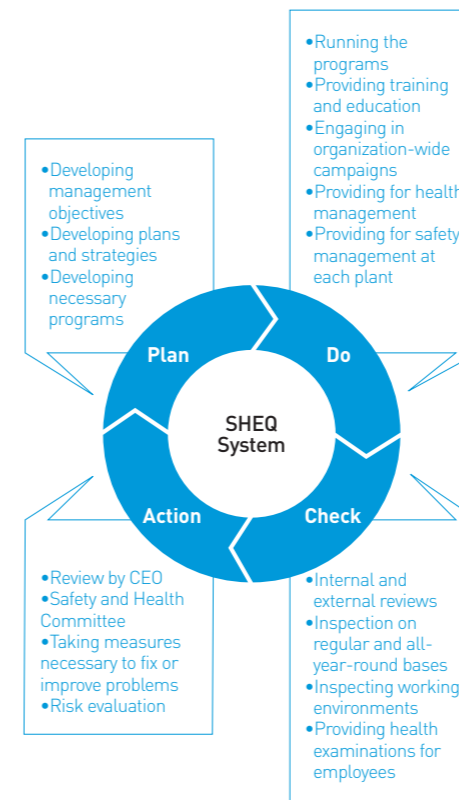 •Running the
programs
•Providing training
and education
•Engaging in
organization-wide
campaigns
•Providing for health
management
•Providing for safety
management at
each plant
•Developing
management
objectives
•Developing plans
and strategies
•Developing
necessary
programs
Plan
Do
SHEQ
System
Action
Check
•Review by CEO
•Safety and Health
Committee
•Taking measures
necessary to fix or
improve problems
•Risk evaluation
•Internal and
external reviews
•Inspection on
regular and all-
year-round bases
•Inspecting working
environments
•Providing health
examinations for
employees